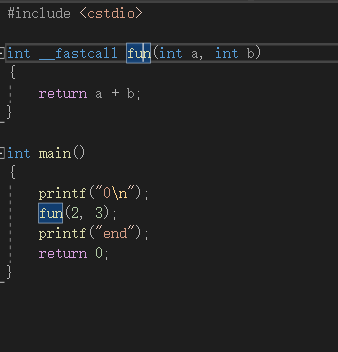 #include <cstdio>
int __fastcall fun(int a, int b)
{
return a + b;
}
int main()
{
printf("0\n");
fun(2, 3);
printf("end");
return 0;
}